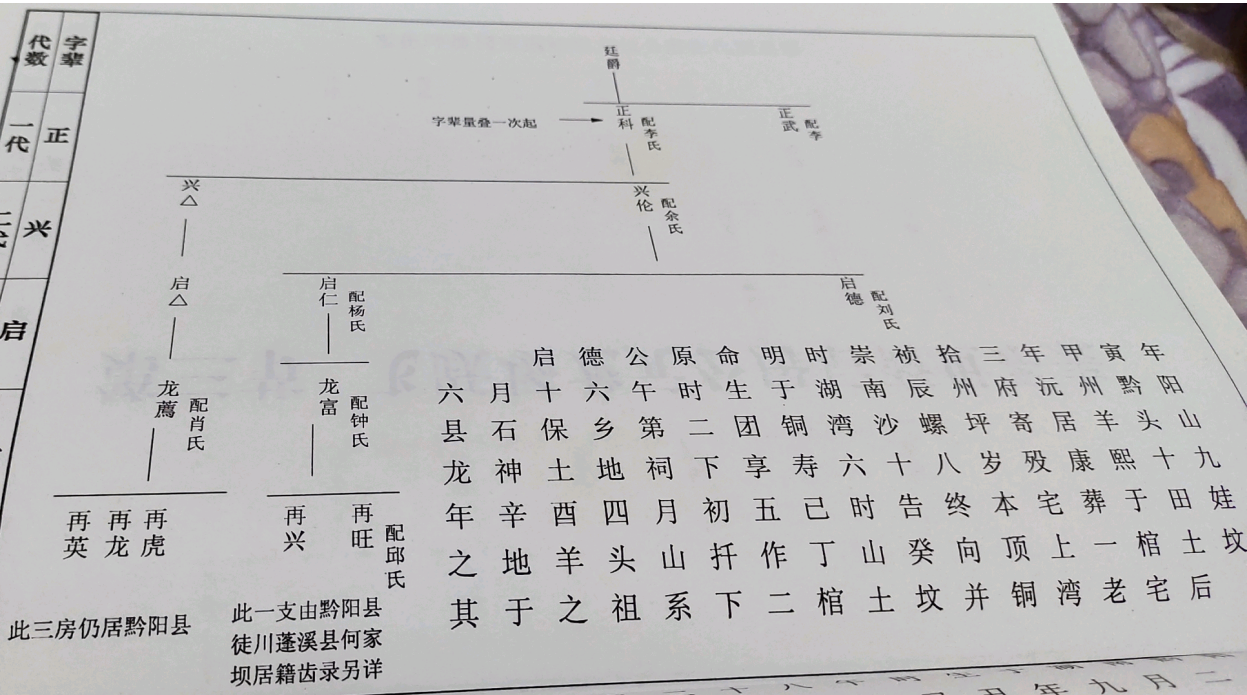 字辈
代数
正
一代
兴
二代
启
廷爵
字辈量叠一次起
正科
配李氏
正武
配李
兴△
兴伦
配余氏
启△
启仁
配杨氏
启德
配刘氏
龙薦
配肖氏
龙富
配钟氏
再英
再龙
再虎
再兴
再旺
配邱氏
此三房仍居黔阳县
此一支由黔阳县
徒川蓬溪县何家
坝居籍齿录另详
启德公原命明时崇祯拾三年甲寅年
六月十六午时生于湖南辰州府沅州黔阳
县石保乡第二团铜湾沙螺坪寄居羊头山
龙神土地祠下享寿六十八岁殁康熙十九
年辛酉四月初五巳时告终本宅葬于田娃
之地羊头山扦作丁山癸向顶上一棺土坟
其于之祖系下二棺土坟并铜湾老宅后